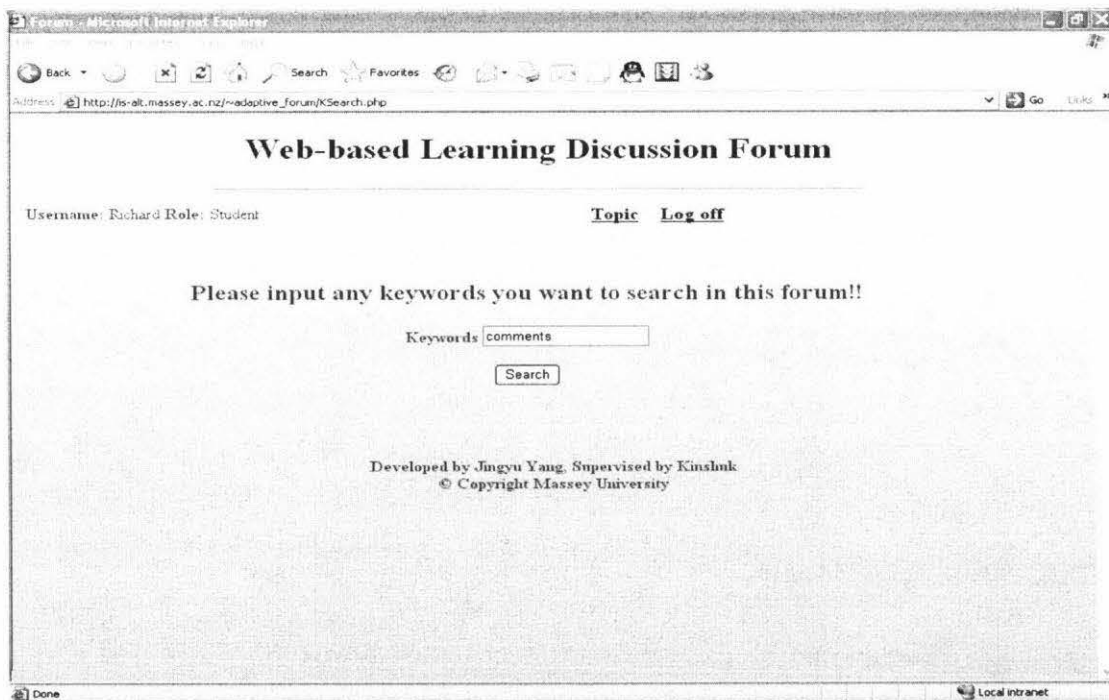 Forum - Microsoft Internet Explorer
Back Search Favorites
Address http://is-alt.massey.ac.nz/~adaptive_forum/KSearch.php Go Links
Web-based Learning Discussion Forum
Username: Richard Role: Student Topic Log off
Please input any keywords you want to search in this forum!!
Keywords comments
Search
Developed by Jingyu Yang, Supervised by Kinshuk
© Copyright Massey University
Done Local intranet